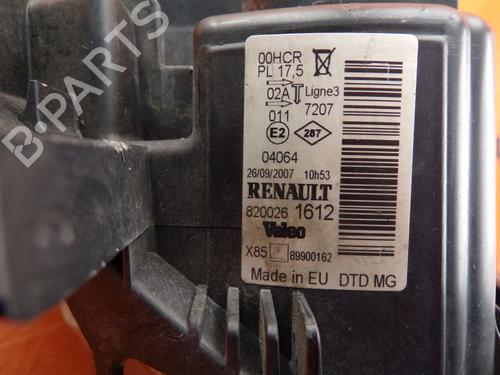 00HCR
PL 17,5
02A Ligne3
011 7207
E2 287
04064
26/09/2007 10h53
RENAULT
820026 1612
Valeo
X85 89900162
Made in EU DTD MG
B-PARTS